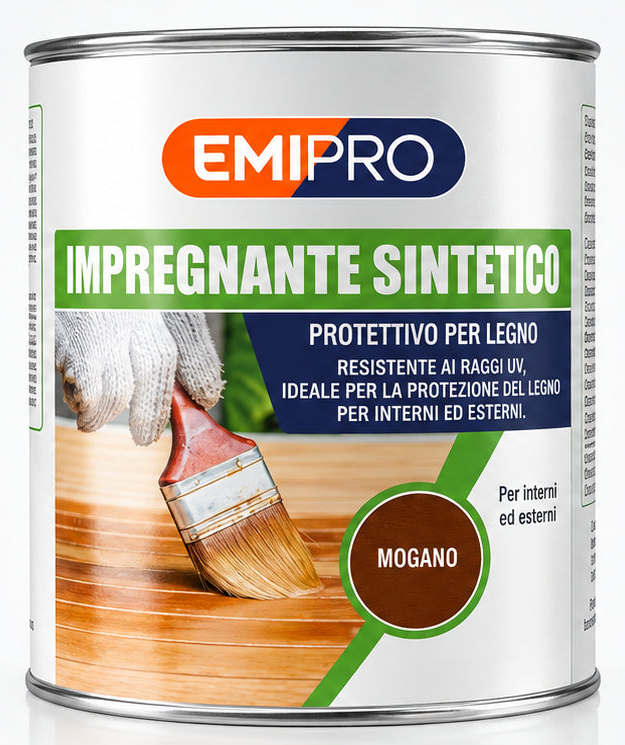 EMIPRO
IMPREGNANTE SINTETICO
PROTETTIVO PER LEGNO
RESISTENTE AI RAGGI UV,
IDEALE PER LA PROTEZIONE DEL LEGNO
PER INTERNI ED ESTERNI.
Per interni
ed esterni
MOGANO